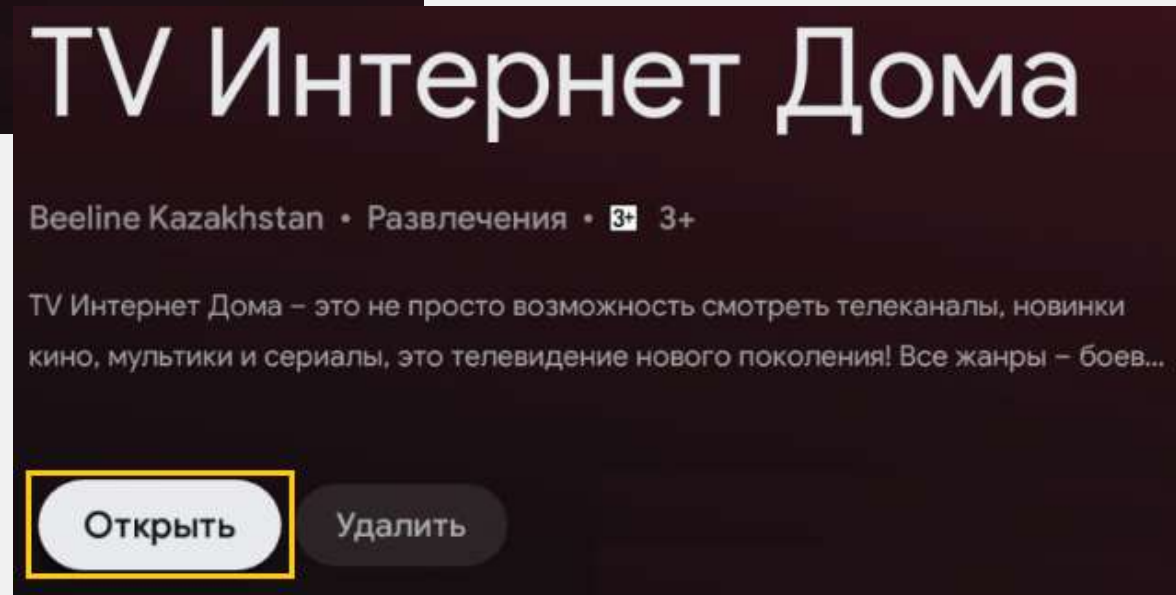 TV Интернет Дома
Beeline Kazakhstan • Развлечения • 3+ 3+
TV Интернет Дома – это не просто возможность смотреть телеканалы, новинки
кино, мультики и сериалы, это телевидение нового поколения! Все жанры – боев...
Открыть Удалить